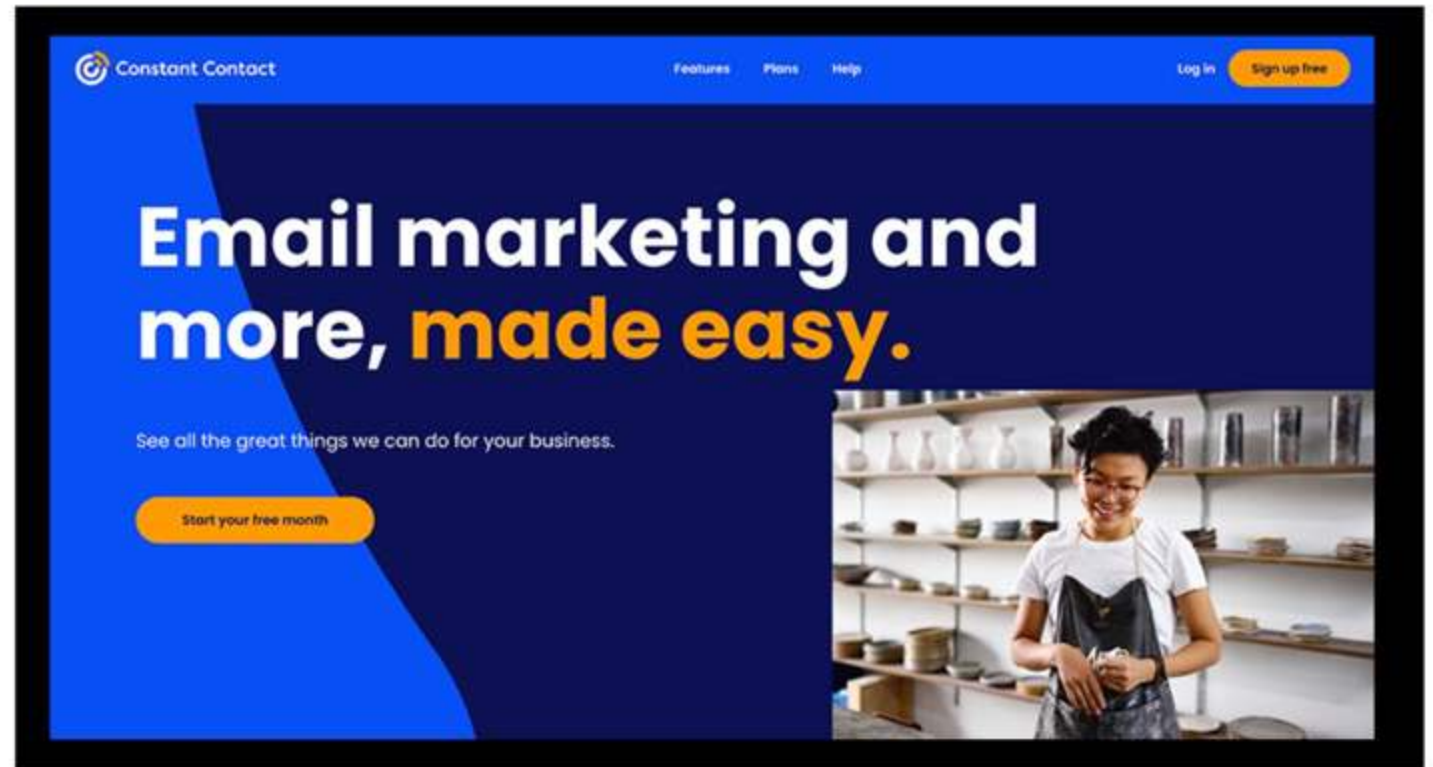 Constant Contact
Features Plans Help
Log in
Sign up free
Email marketing and
more, made easy.
See all the great things we can do for your business.
Start your free month